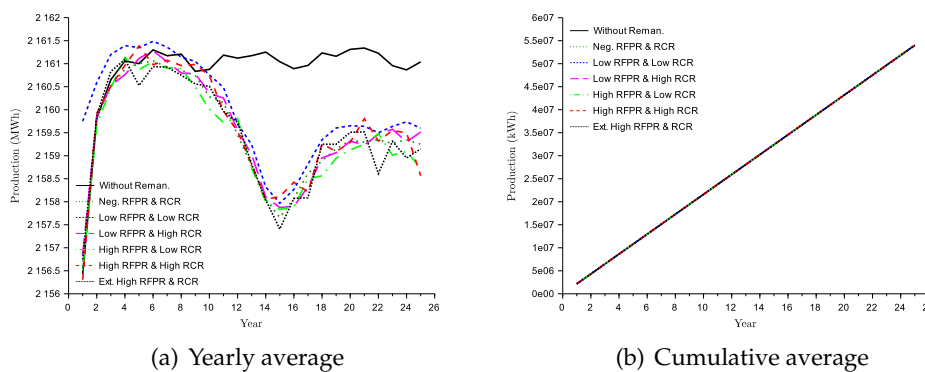 2 162
2 161.5
2 161
2 160.5
2 160
2 159.5
2 159
2 158.5
2 158
2 157.5
2 157
2 156.5
2 156
Production (MWh)
Without Reman.
Neg. RFPR & RCR
Low RFPR & Low RCR
Low RFPR & High RCR
High RFPR & Low RCR
High RFPR & High RCR
Ext. High RFPR & RCR
0 2 4 6 8 10 12 14 16 18 20 22 24 26
Year
(a) Yearly average
6e07
5.5e07
5e07
4.5e07
4e07
3.5e07
3e07
2.5e07
2e07
1.5e07
1e07
5e06
0e00
Production (kWh)
Without Reman.
Neg. RFPR & RCR
Low RFPR & Low RCR
Low RFPR & High RCR
High RFPR & Low RCR
High RFPR & High RCR
Ext. High RFPR & RCR
0 2 4 6 8 10 12 14 16 18 20 22 24
Year
(b) Cumulative average